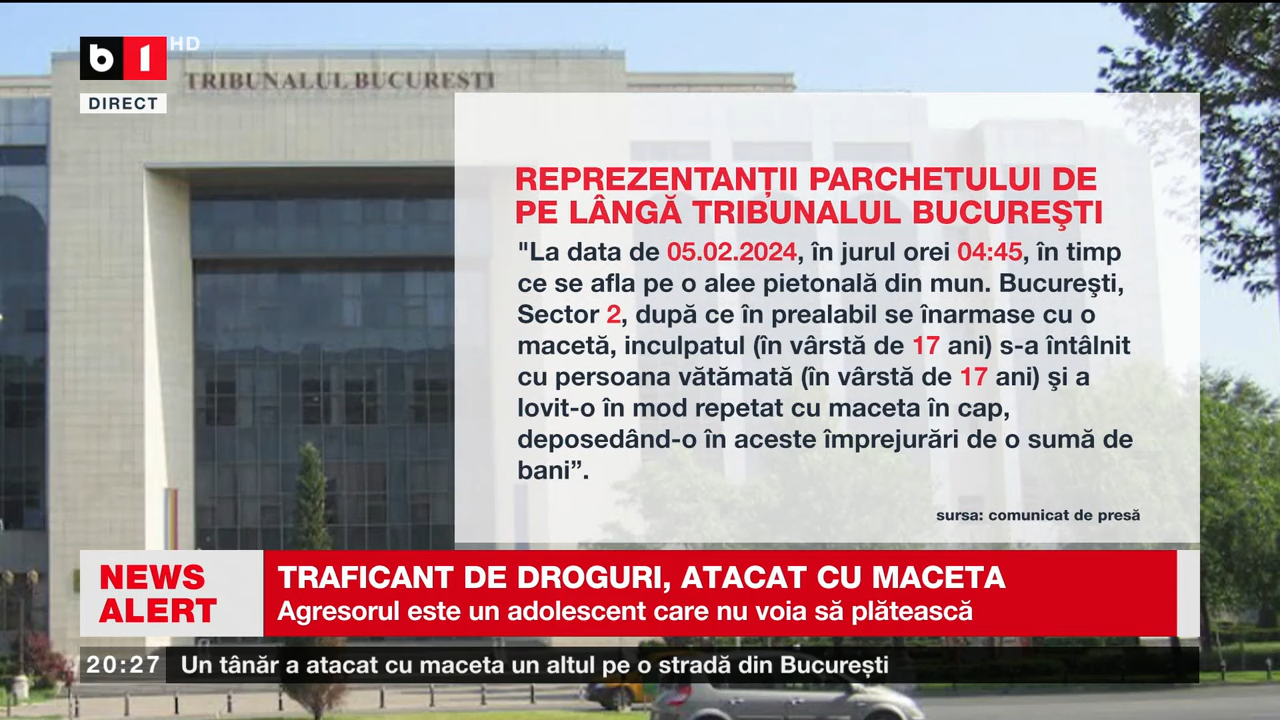 b1 HD
DIRECT
TRIBUNALUL BUCUREŞTI
REPREZENTANȚII PARCHETULUI DE
PE LÂNGĂ TRIBUNALUL BUCUREŞTI
"La data de 05.02.2024, în jurul orei 04:45, în timp
ce se afla pe o alee pietonală din mun. Bucureşti,
Sector 2, după ce în prealabil se înarmase cu o
macetă, inculpatul (în vârstă de 17 ani) s-a întâlnit
cu persoana vătămată (în vârstă de 17 ani) şi a
lovit-o în mod repetat cu maceta în cap,
deposedând-o în aceste împrejurări de o sumă de
bani”.
sursa: comunicat de presă
NEWS
ALERT
TRAFICANT DE DROGURI, ATACAT CU MACETA
Agresorul este un adolescent care nu voia să plătească
20:27 Un tânăr a atacat cu maceta un altul pe o stradă din București